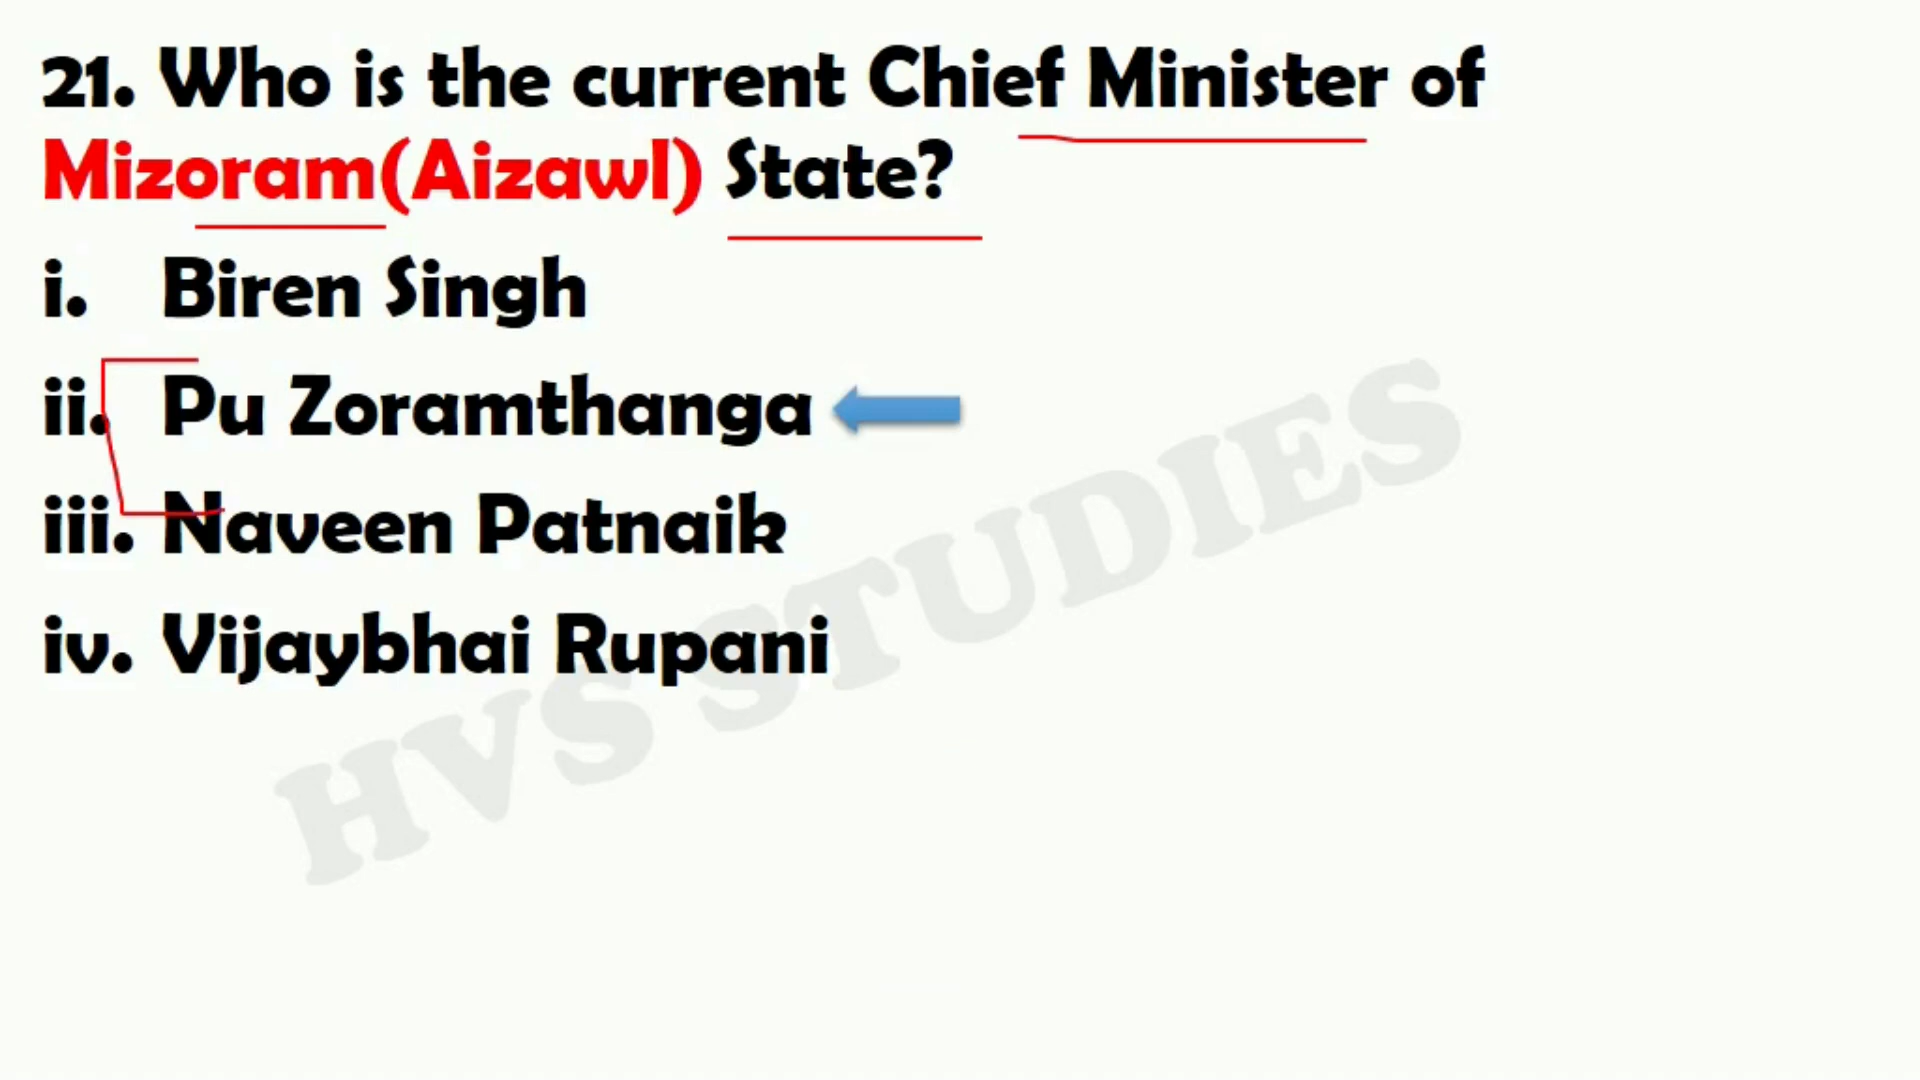 21. Who is the current Chief Minister of
Mizoram(Aizawl) State?
i. Biren Singh
ii. Pu Zoramthanga
iii. Naveen Patnaik
iv. Vijaybhai Rupani
HVS STUDIES